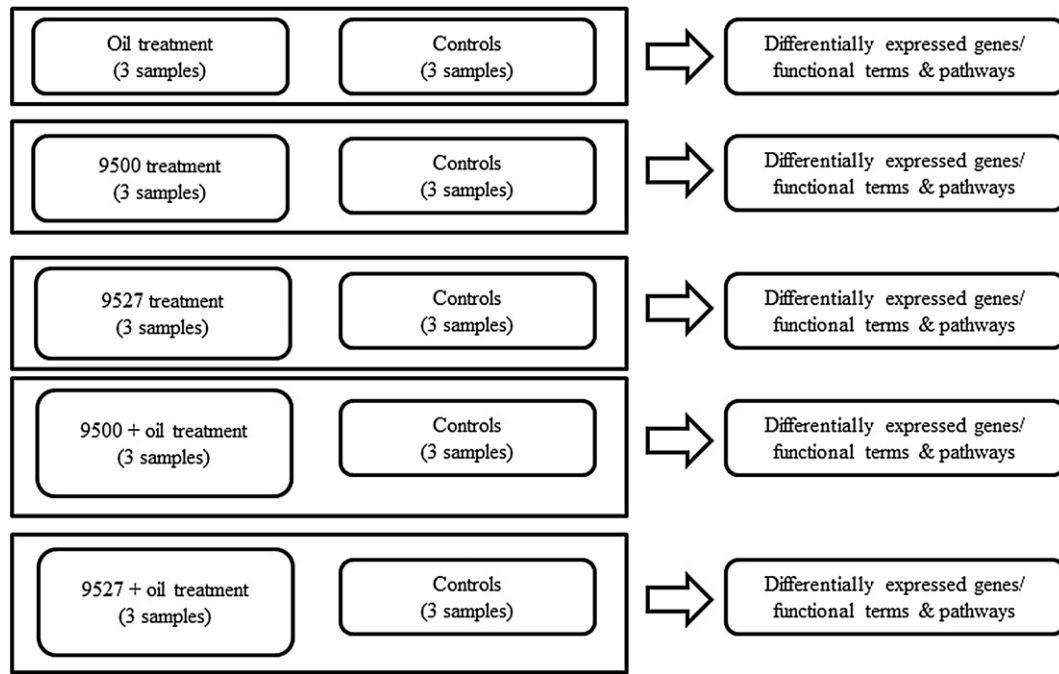 Oil treatment
(3 samples)
Controls
(3 samples)
Differentially expressed genes/
functional terms & pathways
9500 treatment
(3 samples)
Controls
(3 samples)
Differentially expressed genes/
functional terms & pathways
9527 treatment
(3 samples)
Controls
(3 samples)
Differentially expressed genes/
functional terms & pathways
9500 + oil treatment
(3 samples)
Controls
(3 samples)
Differentially expressed genes/
functional terms & pathways
9527 + oil treatment
(3 samples)
Controls
(3 samples)
Differentially expressed genes/
functional terms & pathways